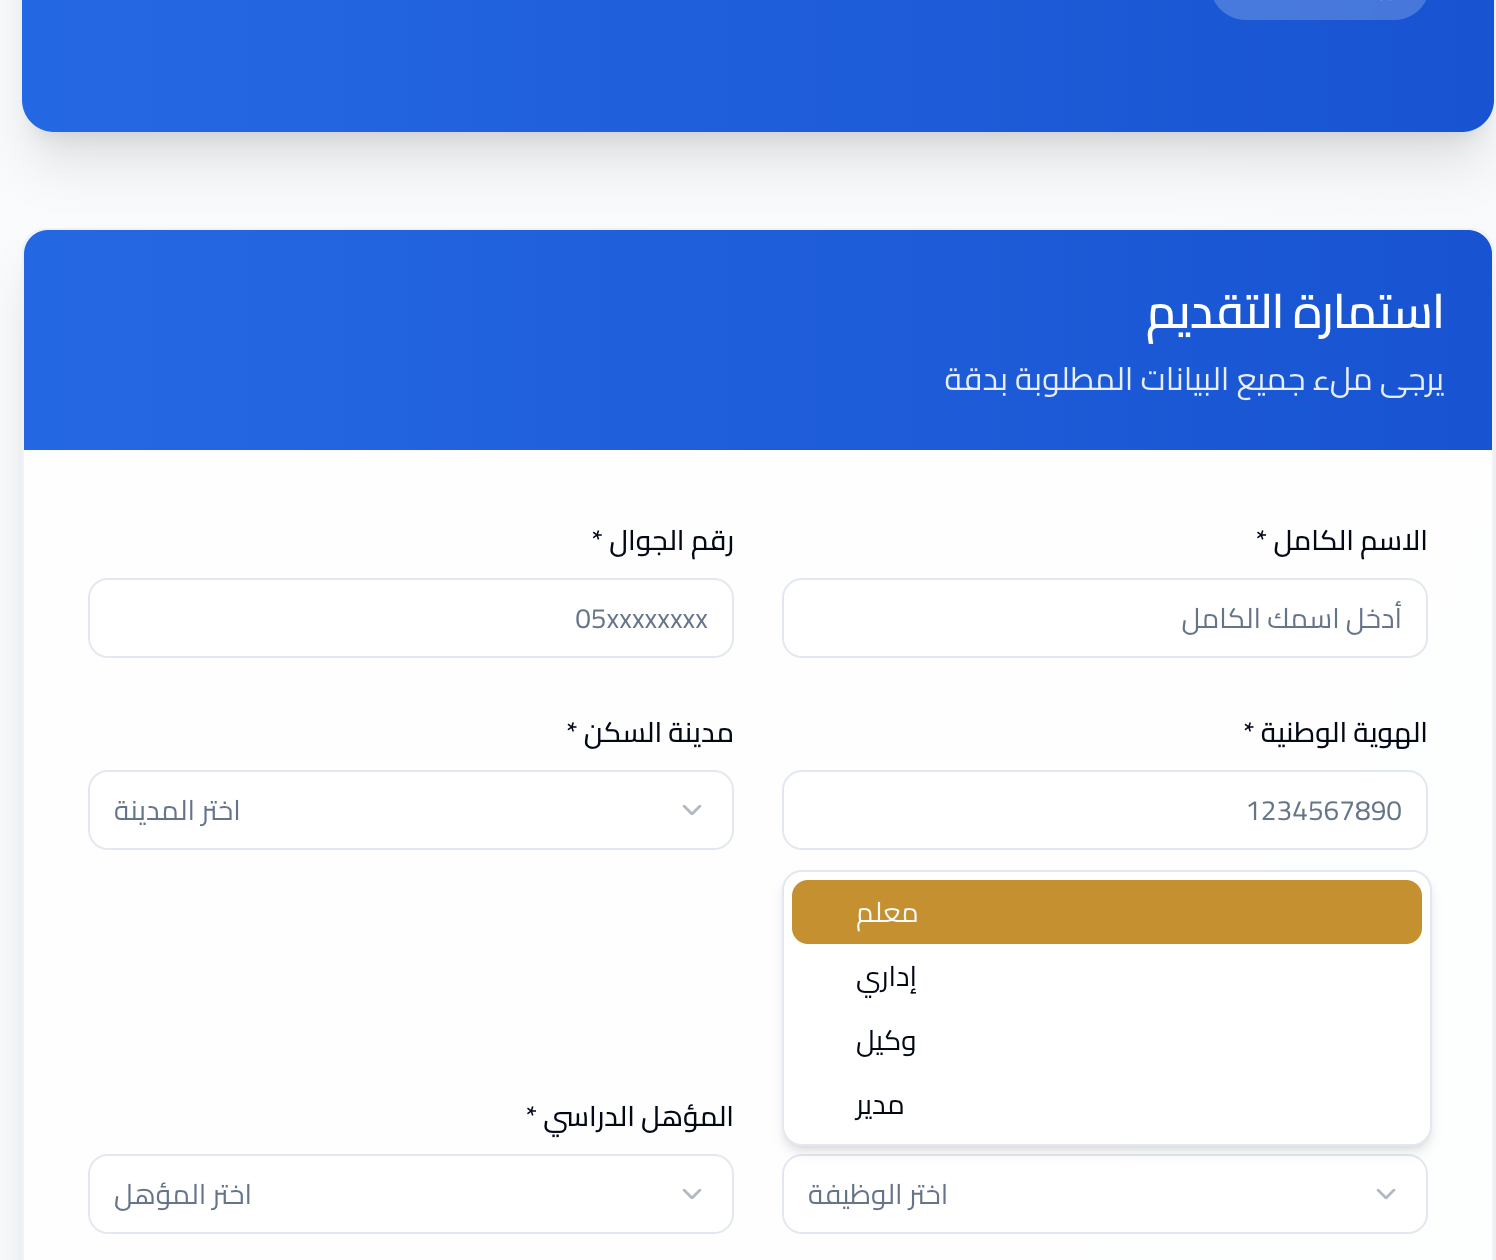 استمارة التقديم
يرجى ملء جميع البيانات المطلوبة بدقة
الاسم الكامل *
رقم الجوال *
أدخل اسمك الكامل
05xxxxxxxx
الهوية الوطنية *
مدينة السكن *
1234567890
اختر المدينة
معلم
إداري
وكيل
مدير
المؤهل الدراسي *
اختر الوظيفة
اختر المؤهل